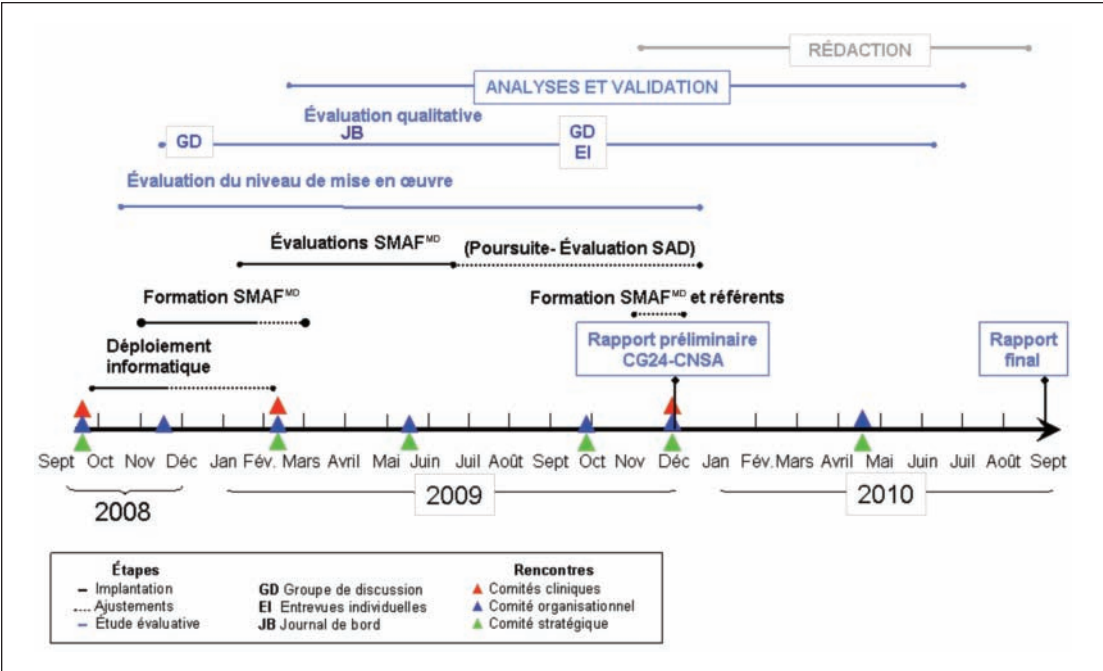 RÉDACTION
ANALYSES ET VALIDATION
Évaluation qualitative
GD
JB
GD
EI
Évaluation du niveau de mise en œuvre
Évaluations SMAFMD
(Poursuite- Évaluation SAD)
Formation SMAFMD
Formation SMAFMD et référents
Déploiement
informatique
Rapport préliminaire
CG24-CNSA
Rapport
final
Sept Oct Nov Déc Jan Fév. Mars Avril Mai Juin Juil Août Sept Oct Nov Déc Jan Fév. Mars Avril Mai Juin Juil Août Sept
2008 2009 2010
Étapes
Implantation
Ajustements
Étude évaluative
GD Groupe de discussion
EI Entrevues individuelles
JB Journal de bord
Rencontres
Comités cliniques
Comité organisationnel
Comité stratégique